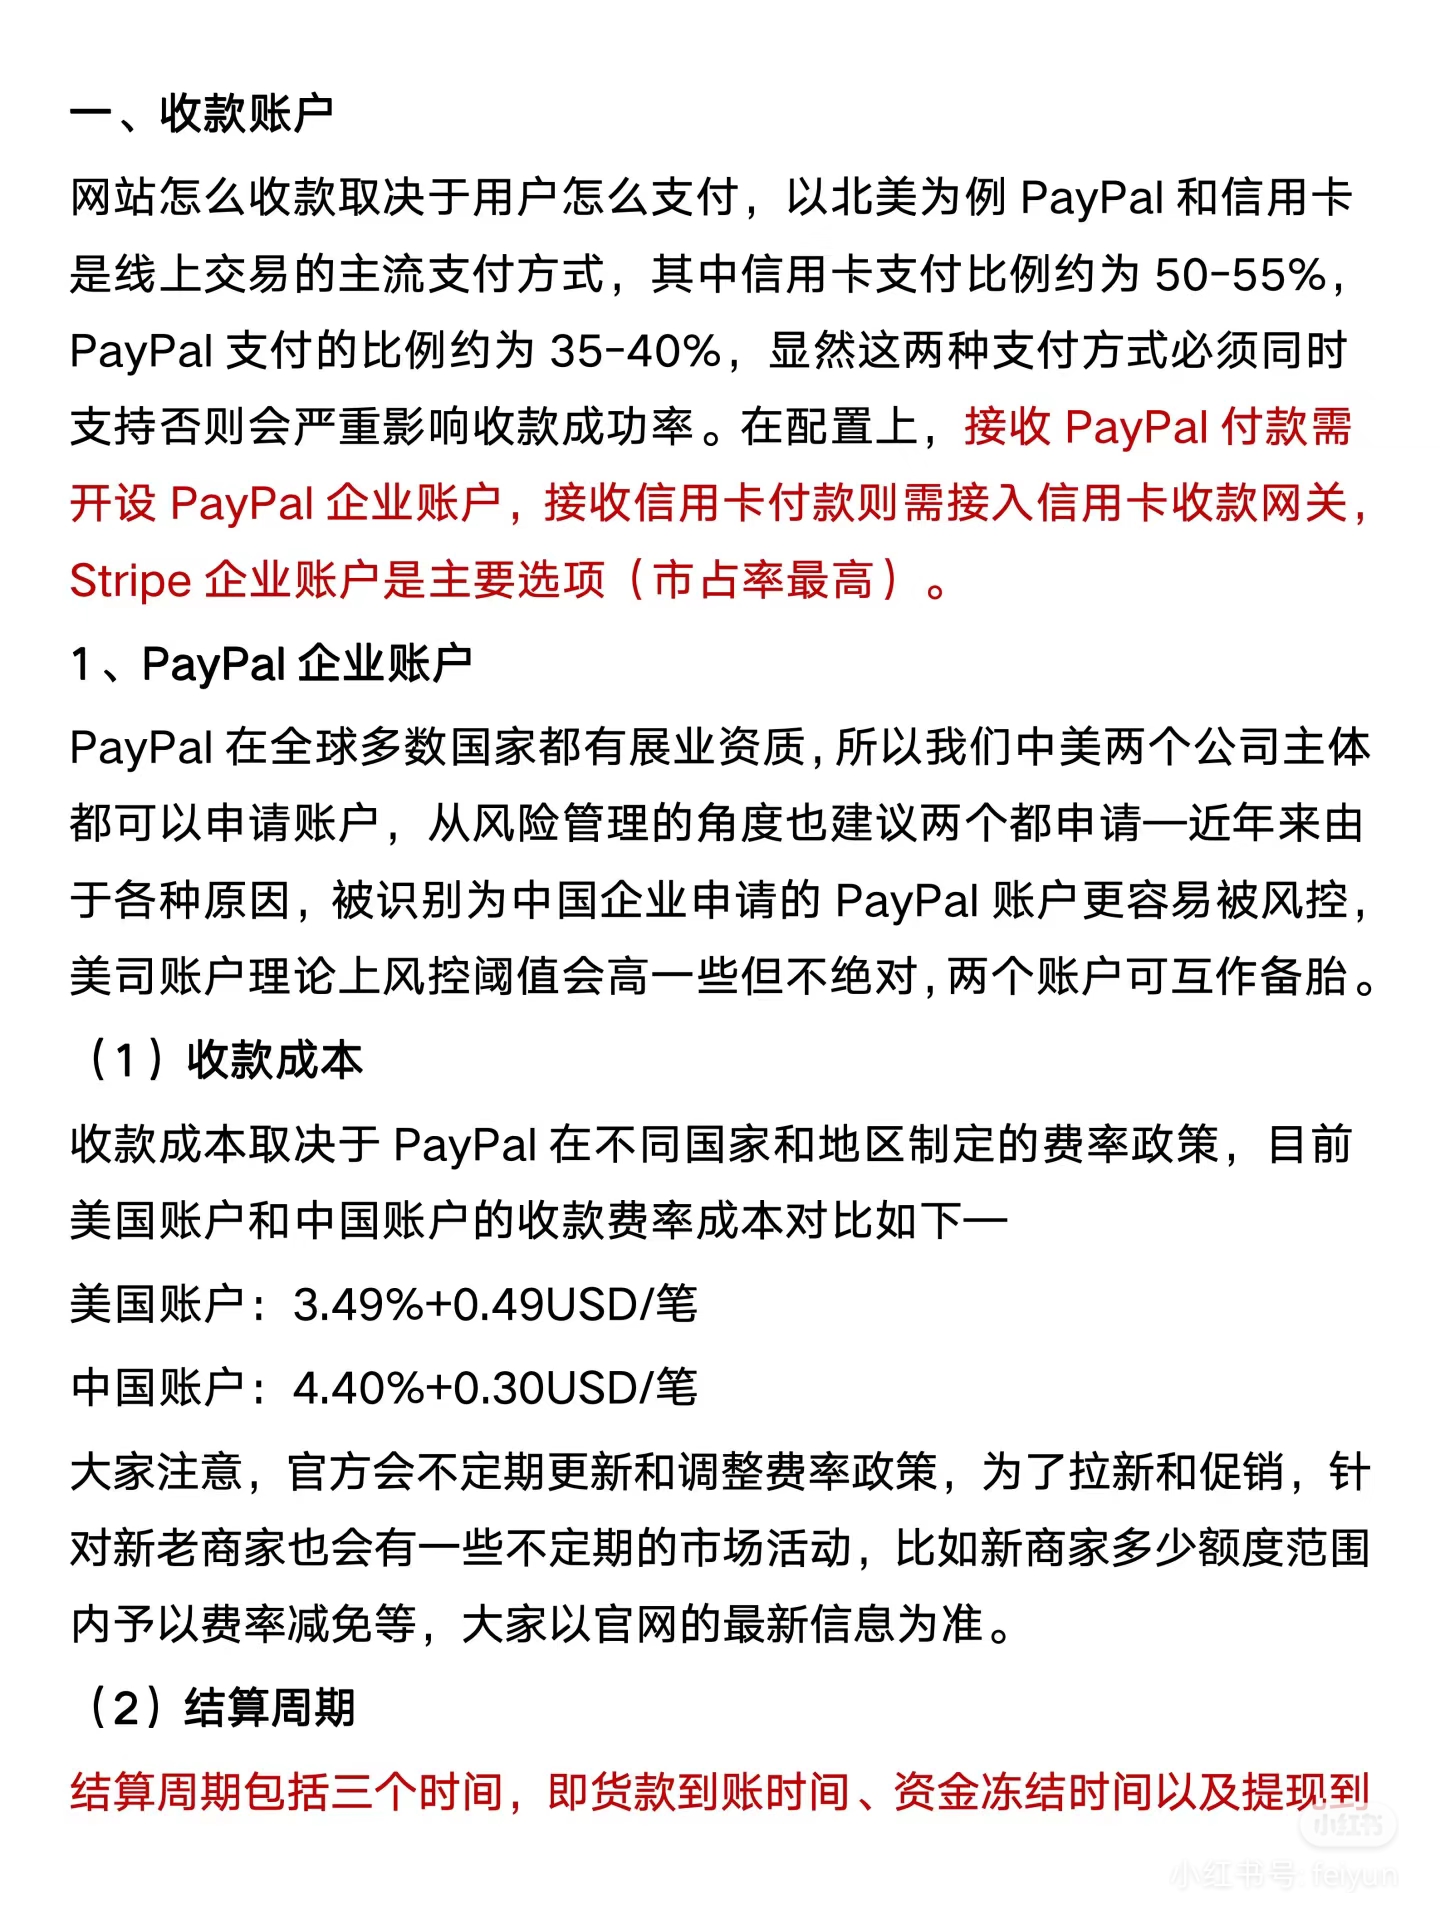 一、收款账户
网站怎么收款取决于用户怎么支付，以北美为例 PayPal 和信用卡
是线上交易的主流支付方式，其中信用卡支付比例约为 50-55%，
PayPal 支付的比例约为 35-40%，显然这两种支付方式必须同时
支持否则会严重影响收款成功率。在配置上，接收 PayPal 付款需
开设 PayPal 企业账户，接收信用卡付款则需接入信用卡收款网关，
Stripe 企业账户是主要选项（市占率最高）。
1、PayPal 企业账户
PayPal 在全球多数国家都有展业资质，所以我们中美两个公司主体
都可以申请账户，从风险管理的角度也建议两个都申请—近年来由
于各种原因，被识别为中国企业申请的 PayPal 账户更容易被风控，
美司账户理论上风控阈值会高一些但不绝对，两个账户可互作备胎。
（1）收款成本
收款成本取决于 PayPal 在不同国家和地区制定的费率政策，目前
美国账户和中国账户的收款费率成本对比如下—
美国账户：3.49%+0.49USD/笔
中国账户：4.40%+0.30USD/笔
大家注意，官方会不定期更新和调整费率政策，为了拉新和促销，针
对新老商家也会有一些不定期的市场活动，比如新商家多少额度范围
内予以费率减免等，大家以官网的最新信息为准。
（2）结算周期
结算周期包括三个时间，即货款到账时间、资金冻结时间以及提现到
小红书
小红书号: feiyun